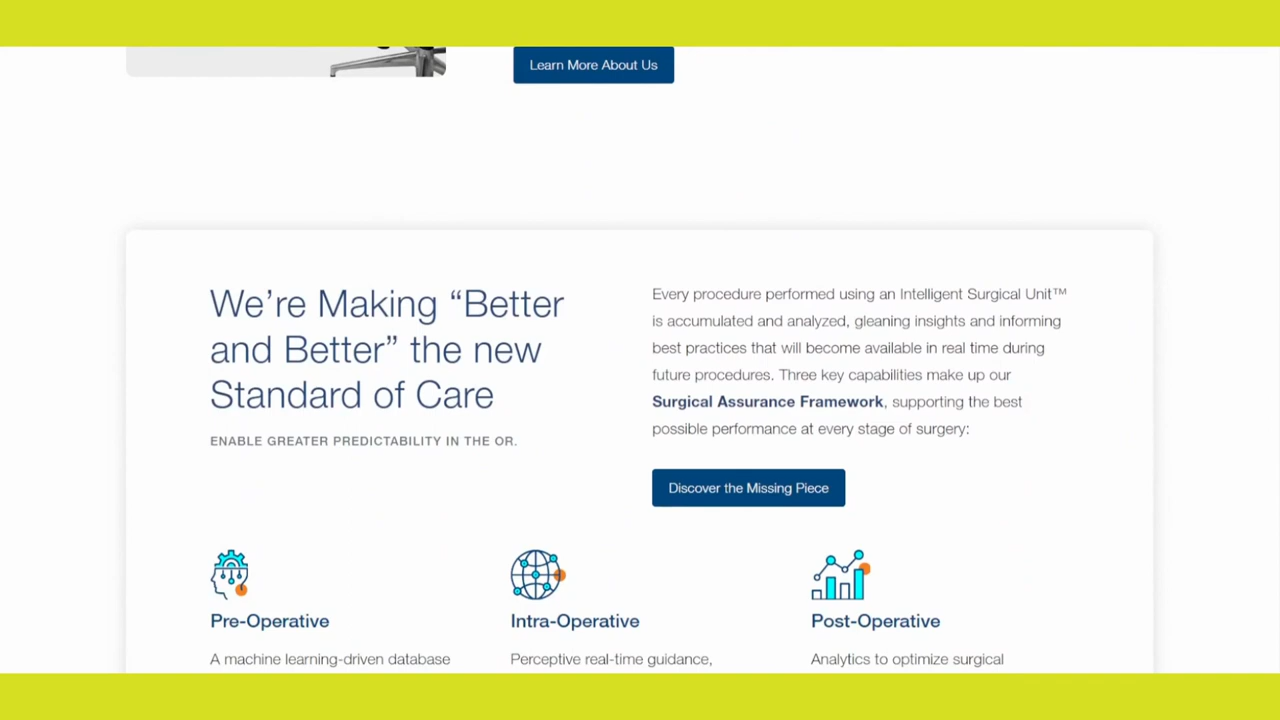 Learn More About Us
We're Making “Better
and Better” the new
Standard of Care
ENABLE GREATER PREDICTABILITY IN THE OR.
Every procedure performed using an Intelligent Surgical Unit™
is accumulated and analyzed, gleaning insights and informing
best practices that will become available in real time during
future procedures. Three key capabilities make up our
Surgical Assurance Framework, supporting the best
possible performance at every stage of surgery:
Discover the Missing Piece
Pre-Operative
A machine learning-driven database
Intra-Operative
Perceptive real-time guidance,
Post-Operative
Analytics to optimize surgical